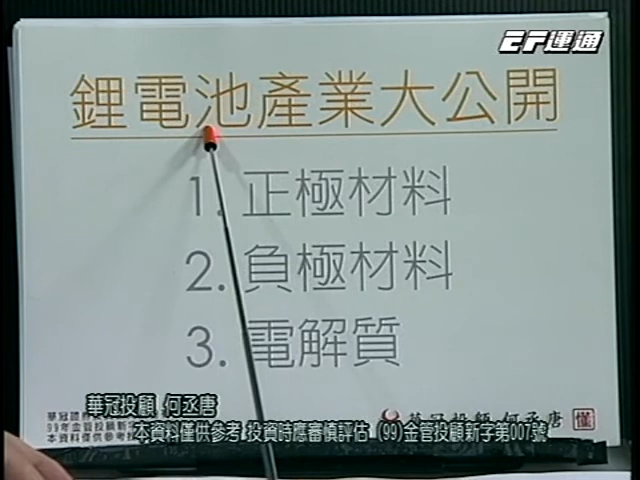 EF運通
鋰電池產業大公開
1. 正極材料
2. 負極材料
3. 電解質
華冠投顧 何丞唐
華冠投顧 何丞唐 懂
本資料僅供參考 投資時應審慎評估 (99)金管投顧新字第007號